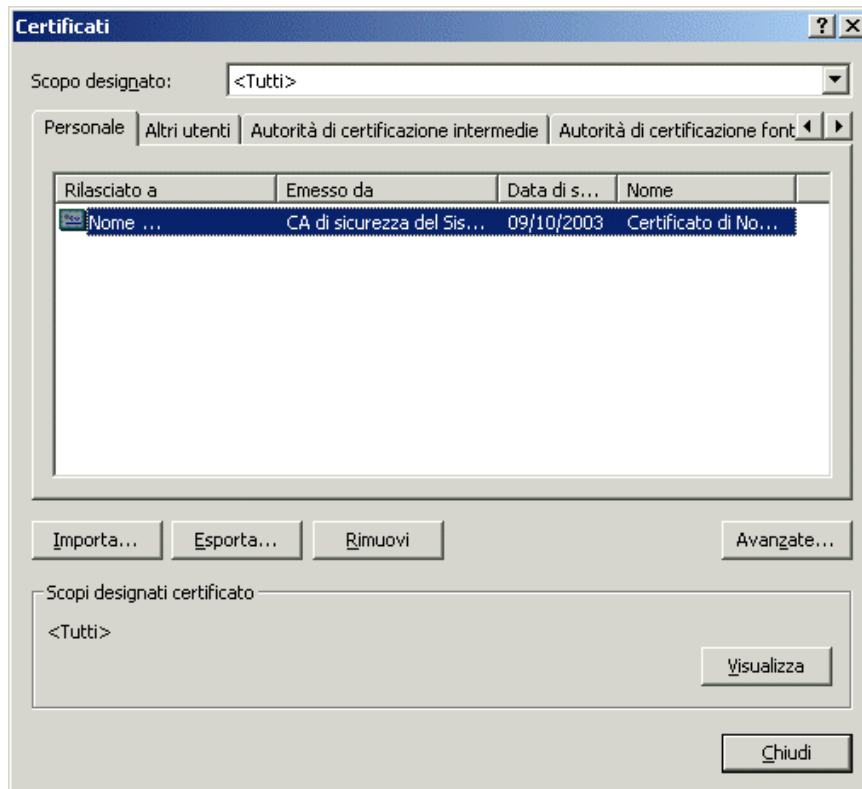 Certificati
Scopo designato: <Tutti>
Personale Altri utenti Autorità di certificazione intermedie Autorità di certificazione font
Rilasciato a Emesso da Data di s... Nome
Nome ... CA di sicurezza del Sis... 09/10/2003 Certificato di No...
Importa... Esporta... Rimuovi Avanzate...
Scopi designati certificato
<Tutti>
Visualizza
Chiudi